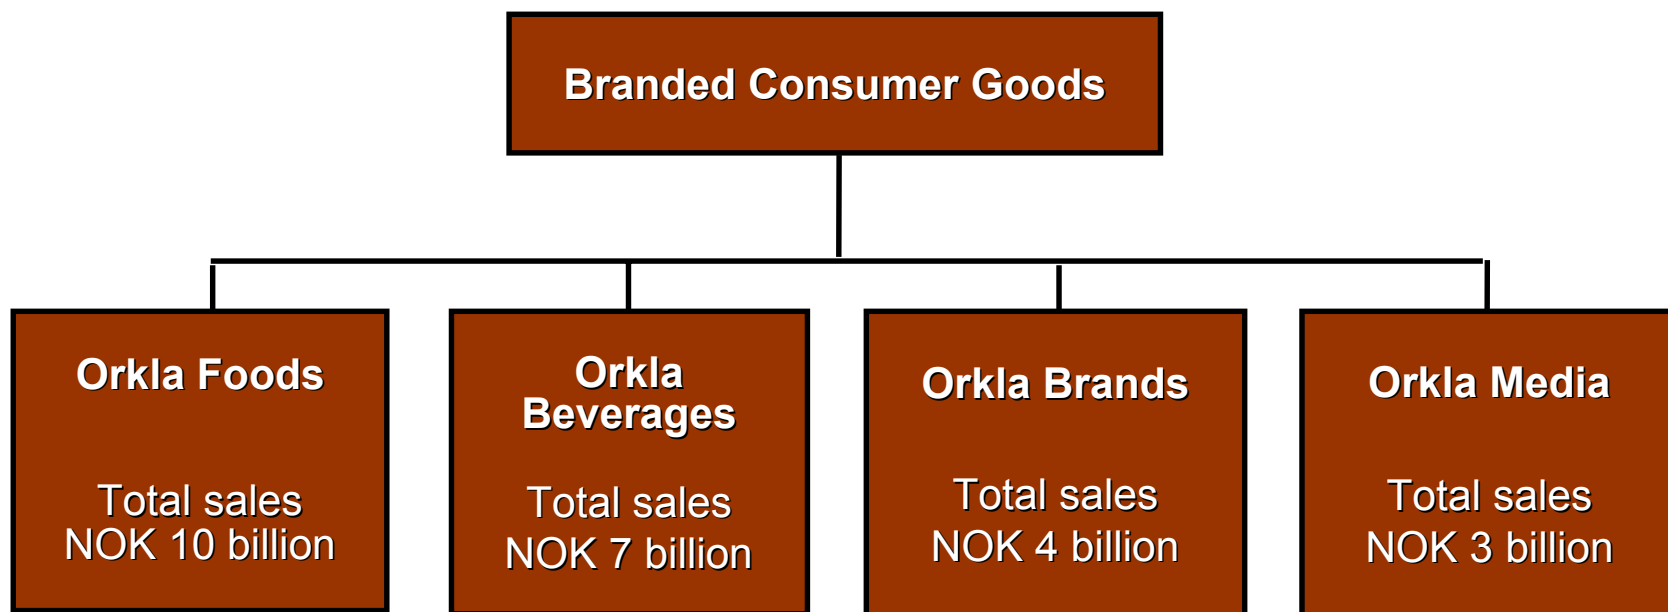 Branded Consumer Goods
Orkla Foods
Total sales
NOK 10 billion
Orkla
Beverages
Total sales
NOK 7 billion
Orkla Brands
Total sales
NOK 4 billion
Orkla Media
Total sales
NOK 3 billion